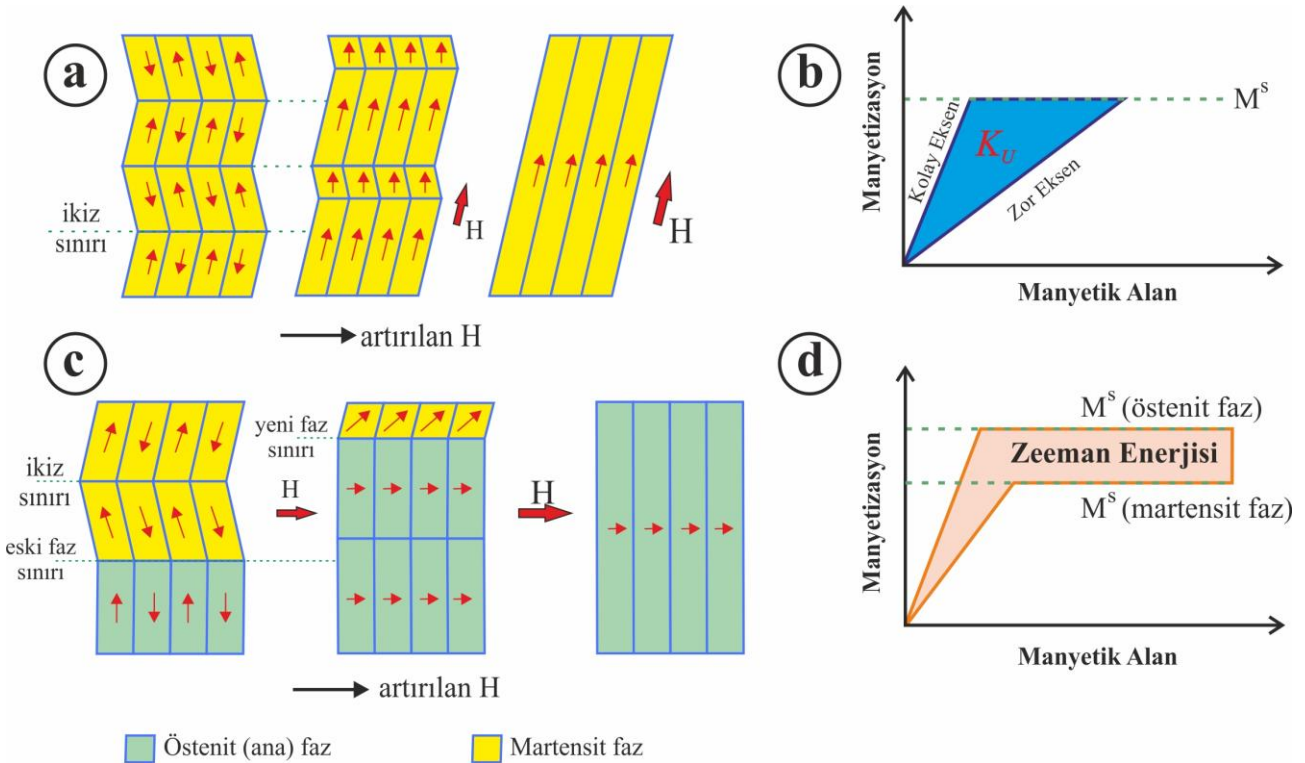 a
ikiz
sınırı
H
H
artırılan H
b
Manyetizasyon
Kolay Eksen
K_U
Zor Eksen
M^s
Manyetik Alan
c
ikiz
sınırı
eski faz
sınırı
H
yeni faz
sınırı
H
artırılan H
Östenit (ana) faz
Martensit faz
d
Manyetizasyon
M^s (östenit faz)
Zeeman Enerjisi
M^s (martensit faz)
Manyetik Alan